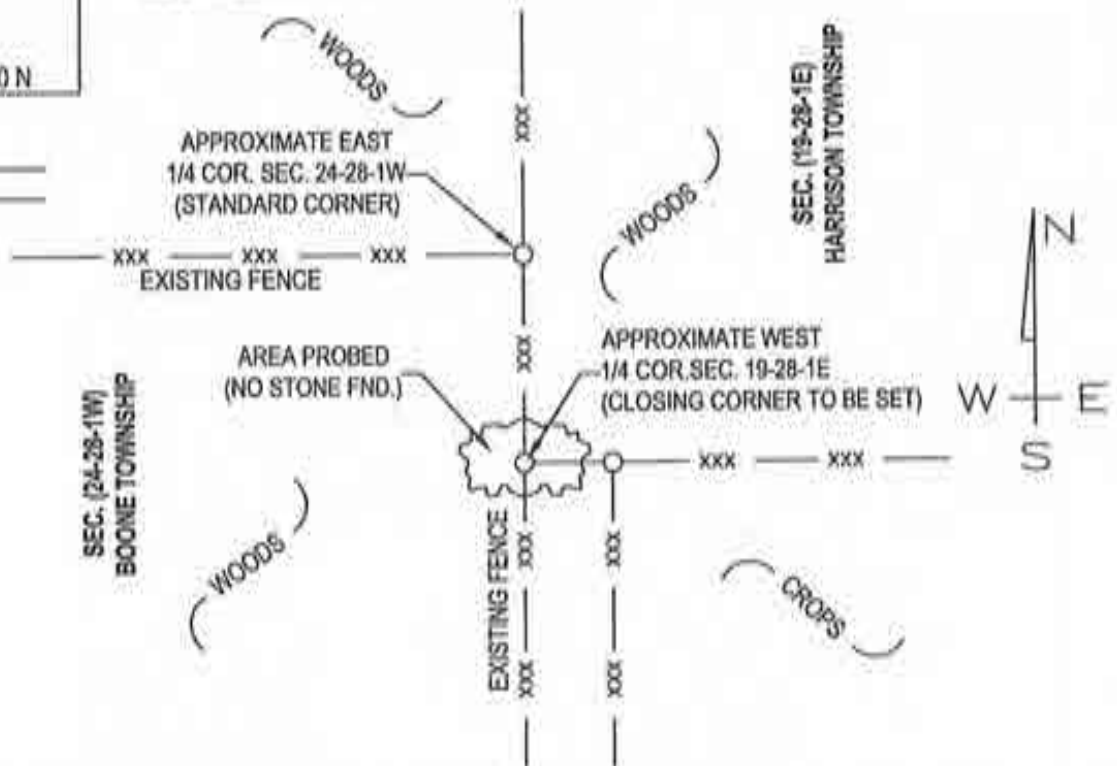 0 N
WOODS
SEC. (19-28-1E)
HARRISON TOWNSHIP
XXX
APPROXIMATE EAST
1/4 COR. SEC. 24-28-1W
(STANDARD CORNER)
WOODS
N
XXX XXX XXX
EXISTING FENCE
XXX
AREA PROBED
(NO STONE FND.)
APPROXIMATE WEST
1/4 COR.SEC. 19-28-1E
(CLOSING CORNER TO BE SET)
W E
S
SEC. (24-28-1W)
BOONE TOWNSHIP
XXX XXX
WOODS
EXISTING FENCE
XXX
XXX
CROPS
XXX
XXX